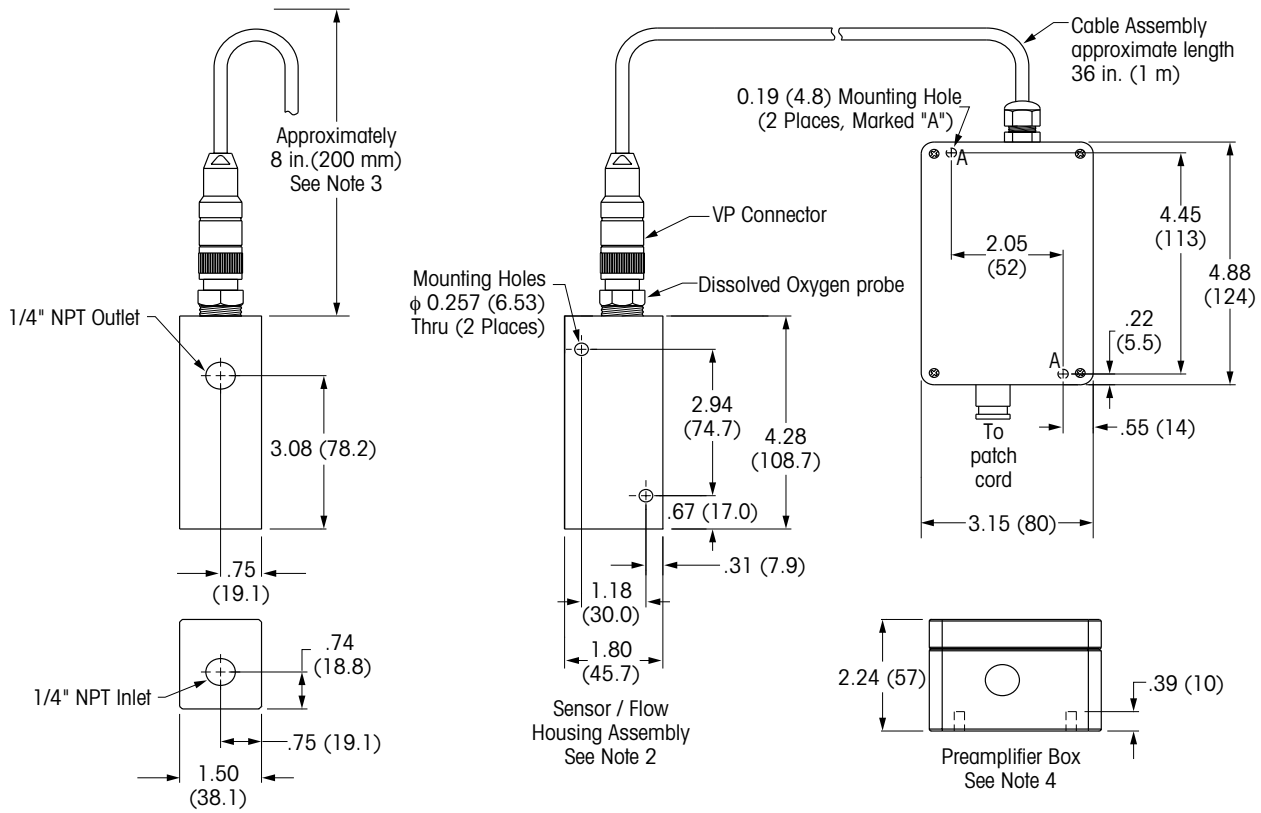 Cable Assembly
approximate length
36 in. (1 m)
0.19 (4.8) Mounting Hole
(2 Places, Marked "A")
Approximately
8 in.(200 mm)
See Note 3
A
VP Connector
4.45
(113)
2.05
(52)
4.88
(124)
Mounting Holes
ϕ 0.257 (6.53)
Thru (2 Places)
Dissolved Oxygen probe
1/4" NPT Outlet
.22
(5.5)
A
2.94
(74.7)
4.28
(108.7)
3.08 (78.2)
To
patch
cord
.55 (14)
.67 (17.0)
3.15 (80)
.31 (7.9)
.75
(19.1)
1.18
(30.0)
1.80
(45.7)
.74
(18.8)
1/4" NPT Inlet
.75 (19.1)
1.50
(38.1)
Sensor / Flow
Housing Assembly
See Note 2
2.24 (57)
.39 (10)
Preamplifier Box
See Note 4